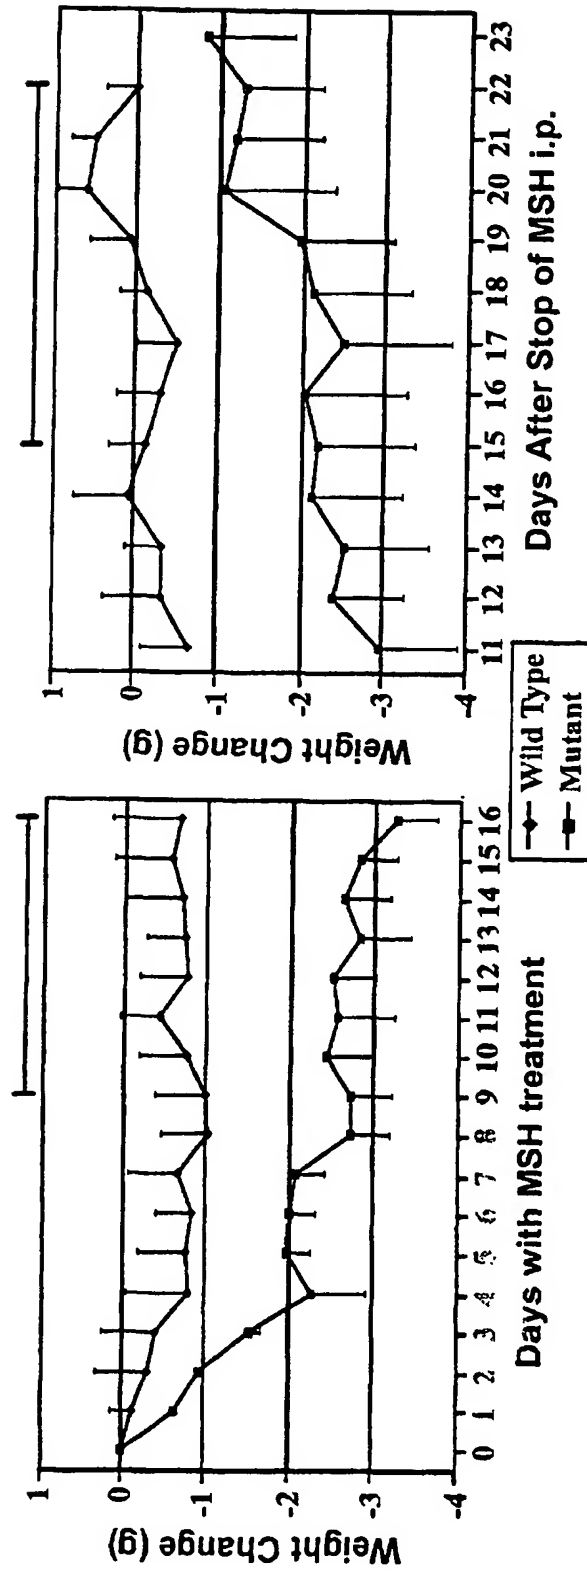 Weight Change (g)
1
0
-1
-2
-3
-4
0 1 2 3 4 5 6 7 8 9 10 11 12 13 14 15 16
Days with MSH treatment
Weight Change (g)
1
0
-1
-2
-3
-4
11 12 13 14 15 16 17 18 19 20 21 22 23
Days After Stop of MSH i.p.
Wild Type
Mutant